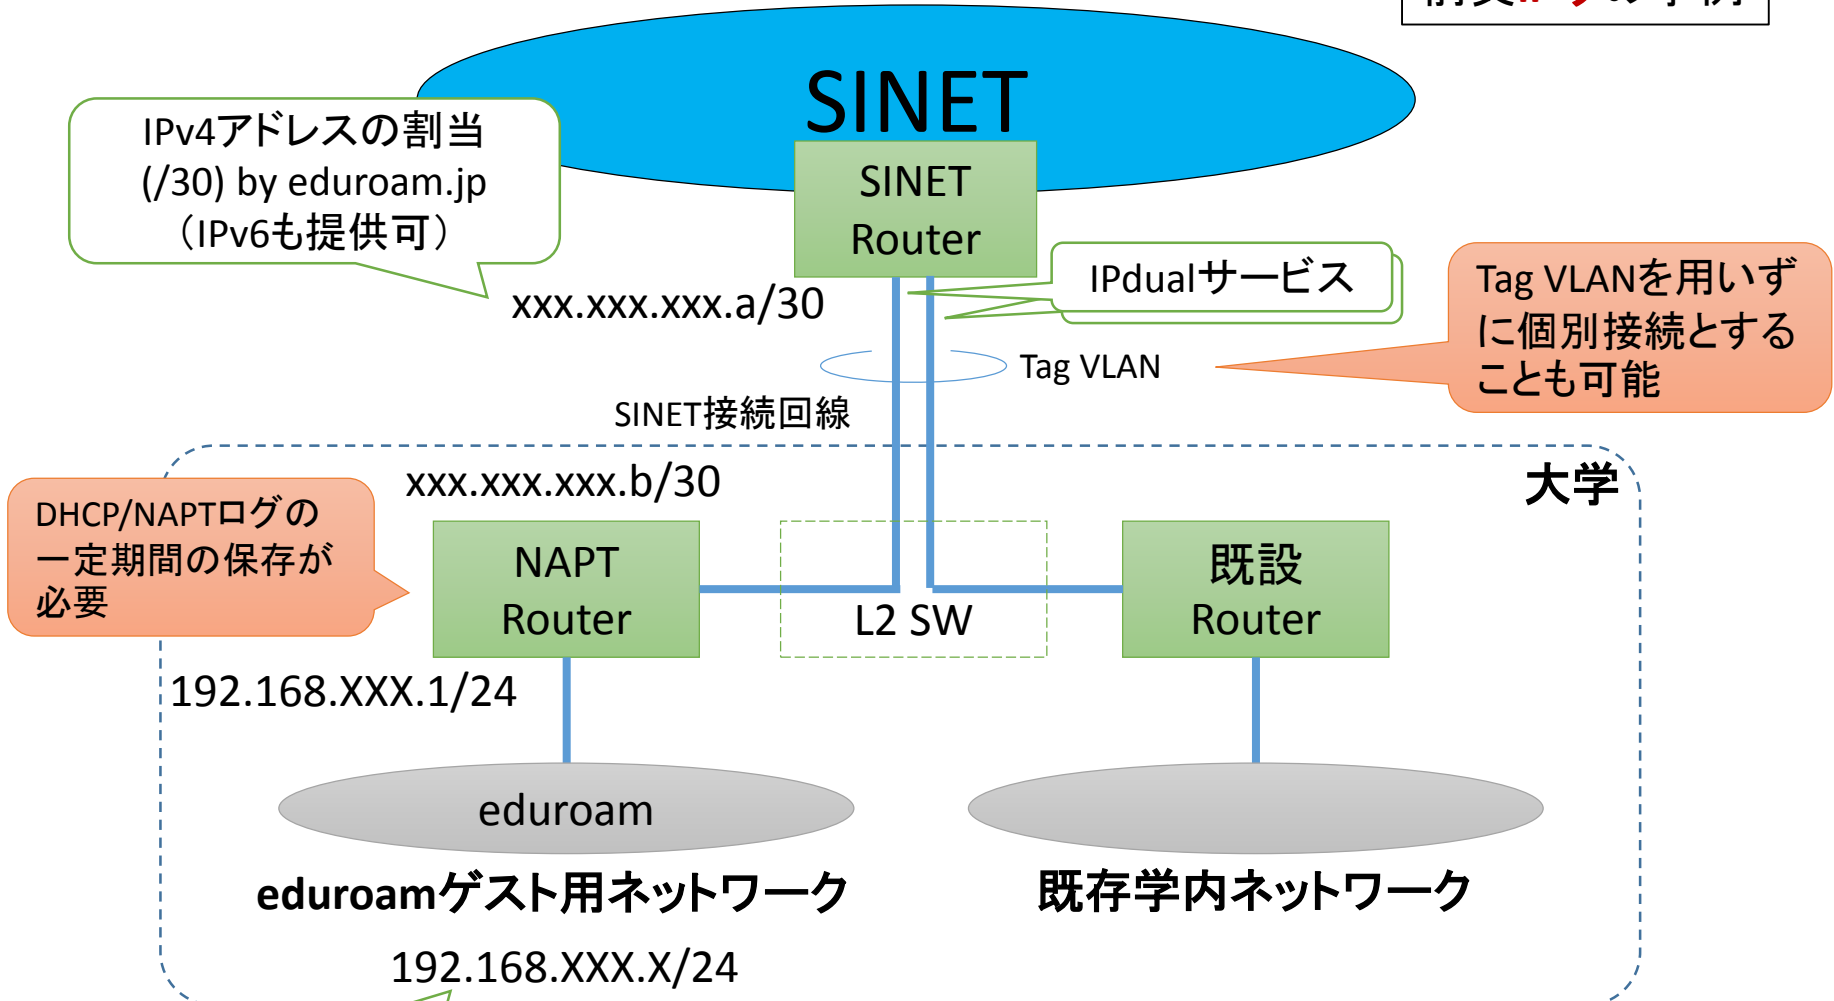 SINET
IPv4アドレスの割当
(/30) by eduroam.jp
（IPv6も提供可）
SINET
Router
IPdualサービス
Tag VLANを用いず
に個別接続とする
ことも可能
xxx.xxx.xxx.a/30
Tag VLAN
SINET接続回線
xxx.xxx.xxx.b/30
大学
DHCP/NAPTログの
一定期間の保存が
必要
NAPT
Router
L2 SW
既設
Router
192.168.XXX.1/24
eduroam
eduroamゲスト用ネットワーク
既存学内ネットワーク
192.168.XXX.X/24